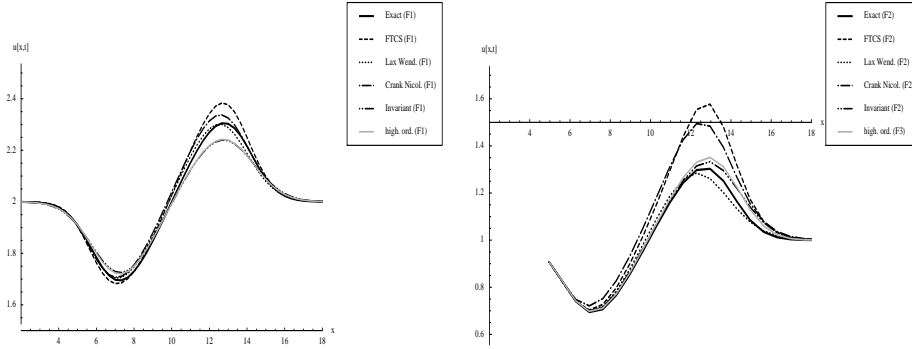 u[x,t]
2.4
2.2
2
1.8
1.6
4 6 8 10 12 14 16 18
x
Exact (F1)
FTCS (F1)
Lax Wend. (F1)
Crank Nicol. (F1)
Invariant (F1)
high. ord. (F1)
u[x,t]
1.4
1.2
1
0.8
0.6
4 6 8 10 12 14 16 18
x
Exact (F2)
FTCS (F2)
Lax Wend. (F2)
Crank Nicol. (F2
Invariant (F2)
high. ord. (F3)